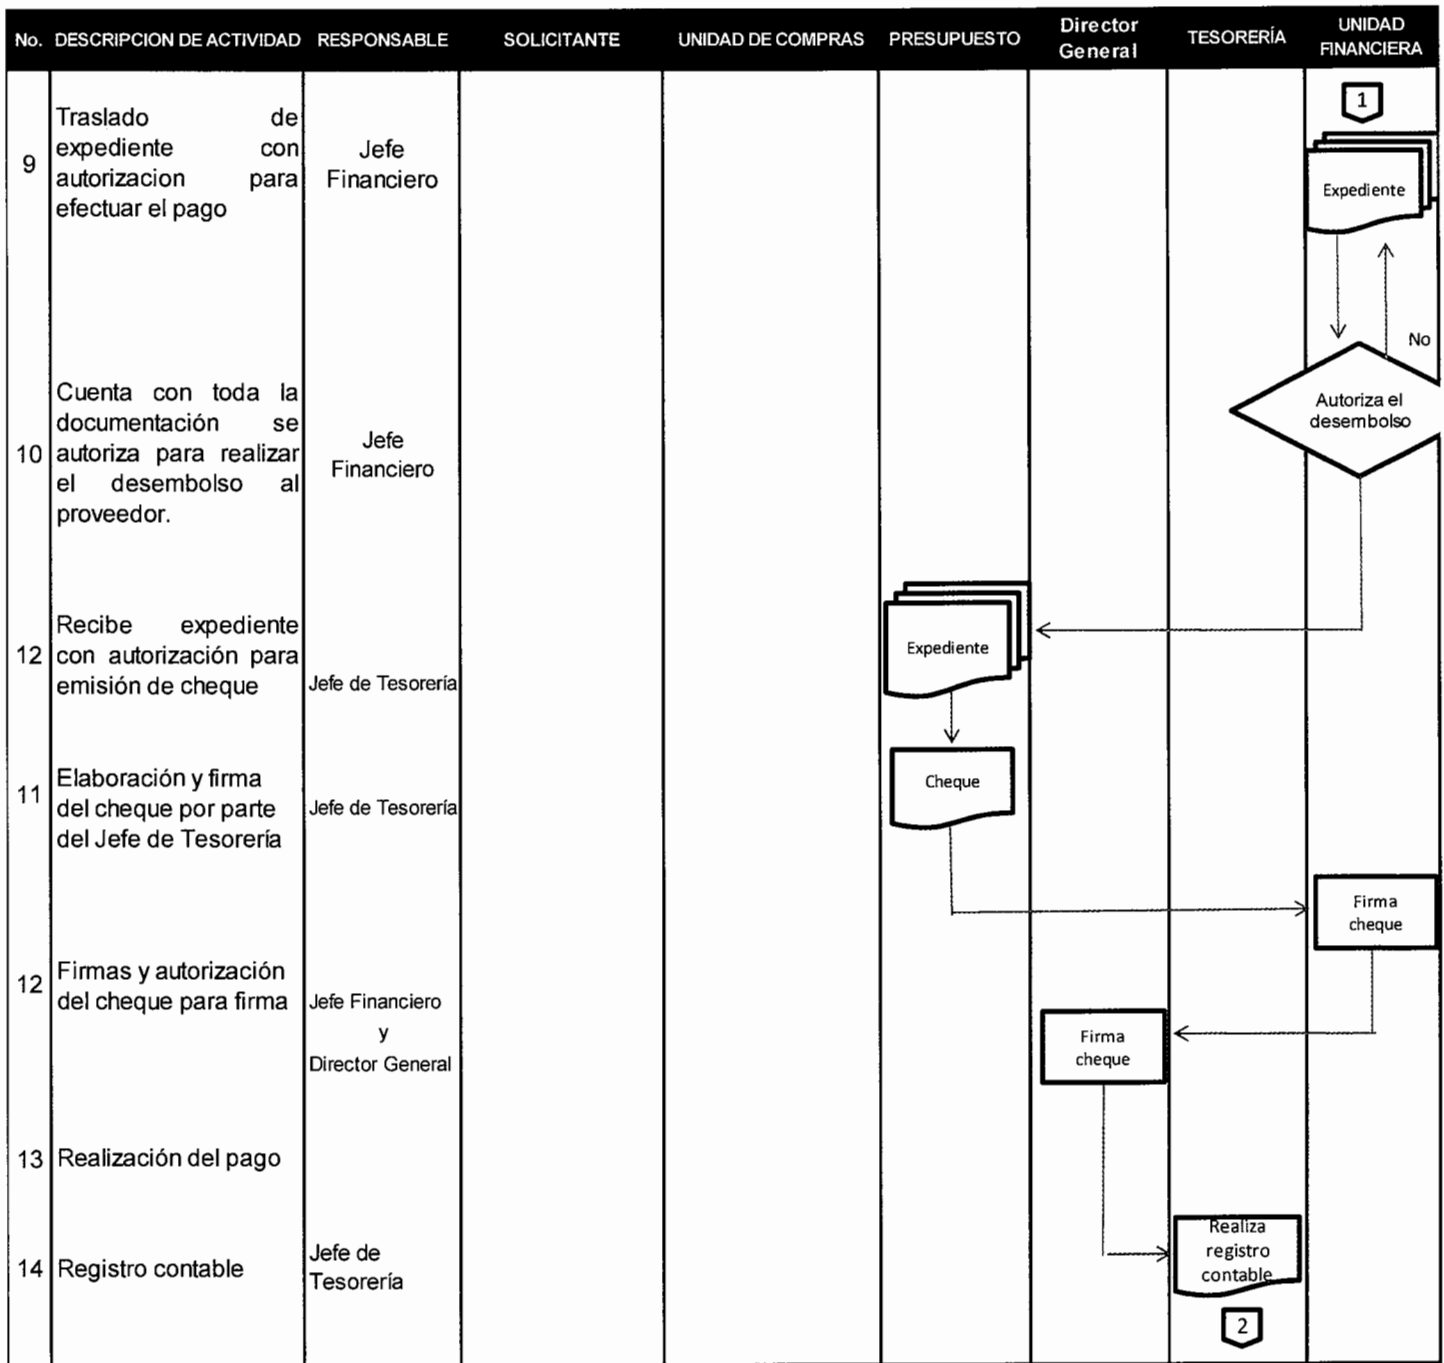 No. DESCRIPCION DE ACTIVIDAD RESPONSABLE SOLICITANTE UNIDAD DE COMPRAS PRESUPUESTO Director General TESORERÍA UNIDAD FINANCIERA
1
9
Traslado de
expediente con
autorizacion para
efectuar el pago
Jefe
Financiero
Expediente
No
Autoriza el
desembolso
10
Cuenta con toda la
documentación se
autoriza para realizar
el desembolso al
proveedor.
Jefe
Financiero
12
Recibe expediente
con autorización para
emisión de cheque
Jefe de Tesorería
Expediente
11
Elaboración y firma
del cheque por parte
del Jefe de Tesorería
Jefe de Tesorería
Cheque
Firma
cheque
12
Firmas y autorización
del cheque para firma
Jefe Financiero
y
Director General
Firma
cheque
13
Realización del pago
14
Registro contable
Jefe de
Tesorería
Realiza
registro
contable
2